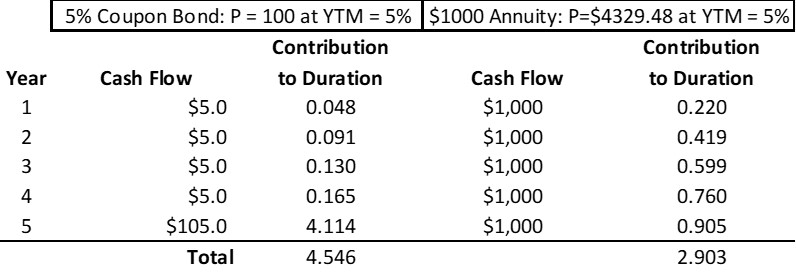 5% Coupon Bond: P = 100 at YTM = 5% $1000 Annuity: P=$4329.48 at YTM = 5%
Contribution Contribution
Year Cash Flow to Duration Cash Flow to Duration
1 $5.0 0.048 $1,000 0.220
2 $5.0 0.091 $1,000 0.419
3 $5.0 0.130 $1,000 0.599
4 $5.0 0.165 $1,000 0.760
5 $105.0 4.114 $1,000 0.905
Total 4.546 2.903